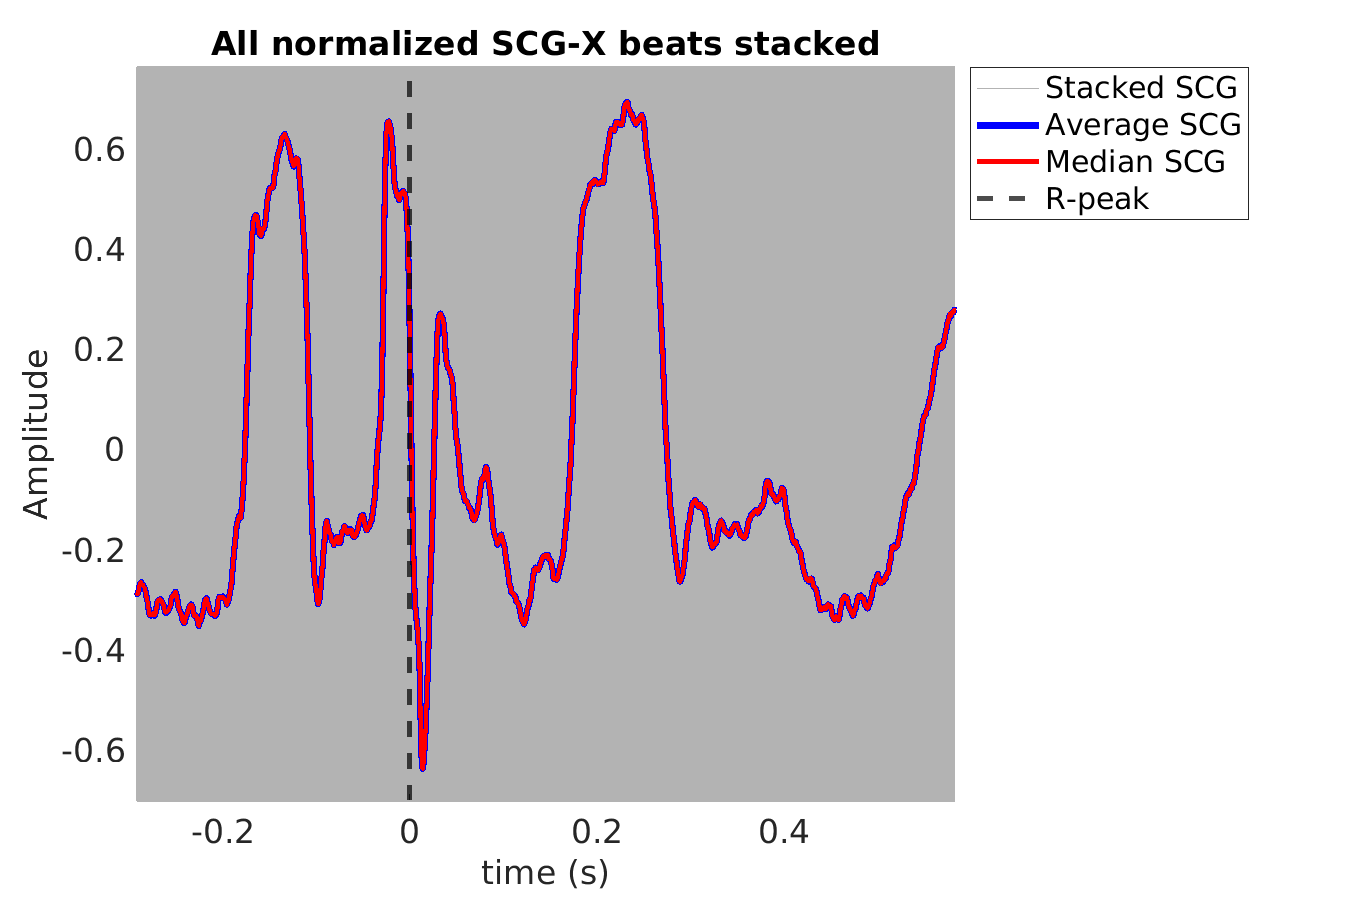 All normalized SCG-X beats stacked
Stacked SCG
Average SCG
Median SCG
R-peak
0.6
0.4
0.2
0
-0.2
-0.4
-0.6
Amplitude
-0.2 0 0.2 0.4
time (s)